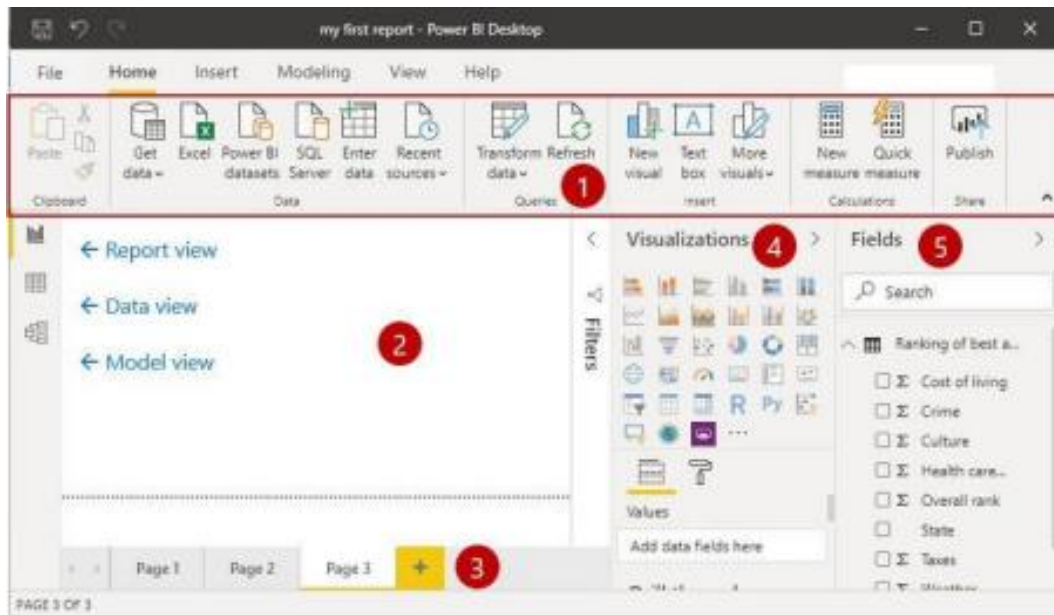 my first report - Power BI Desktop
File Home Insert Modeling View Help
Paste Get data Excel Power BI datasets SQL Server Enter data Recent sources Transform data Refresh New visual Text box More visuals New measure Quick measure Publish
Clipboard Data Queries 1 Insert Calculations Share
← Report view
← Data view
← Model view
2
Filters
Visualizations 4
R Py
Values
Add data fields here
Fields 5
Search
Ranking of best a...
Σ Cost of living
Σ Crime
Σ Culture
Σ Health care...
Σ Overall rank
State
Σ Taxes
Page 1 Page 2 Page 3 + 3
PAGE 3 OF 3